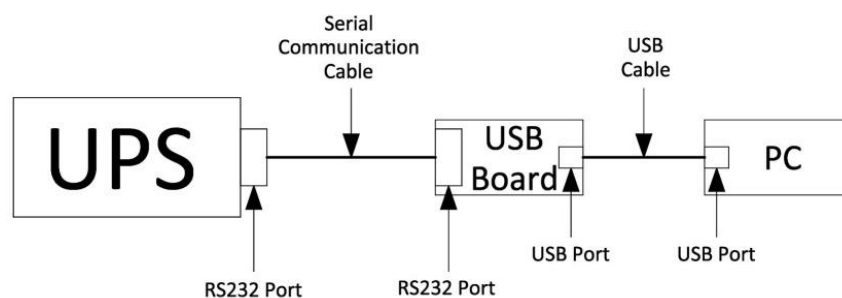 Serial
Communication
Cable
USB
Cable
UPS
USB
Board
PC
RS232 Port
RS232 Port
USB Port
USB Port